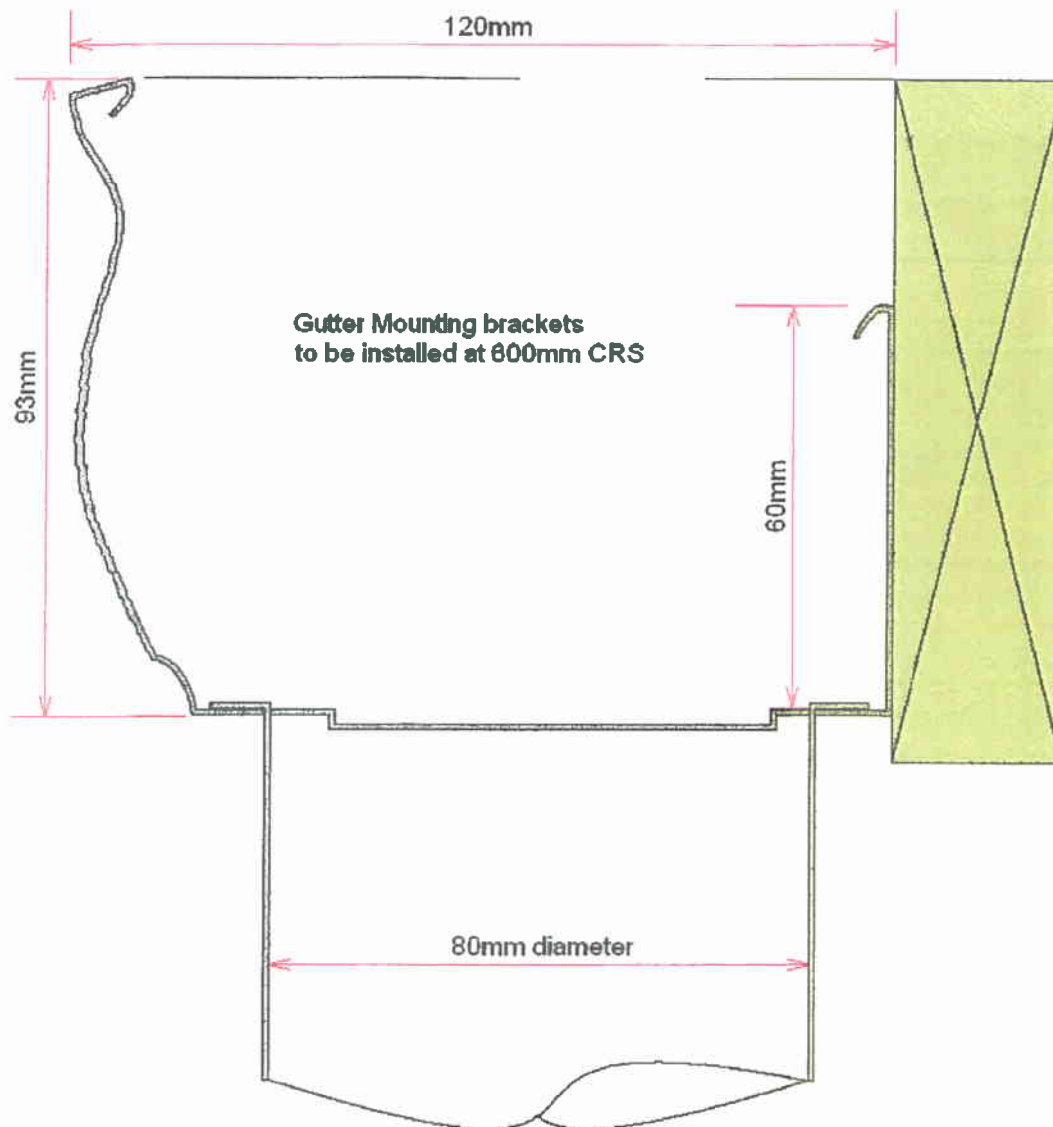 120mm
93mm
Gutter Mounting brackets
to be installed at 600mm CRS
60mm
80mm diameter